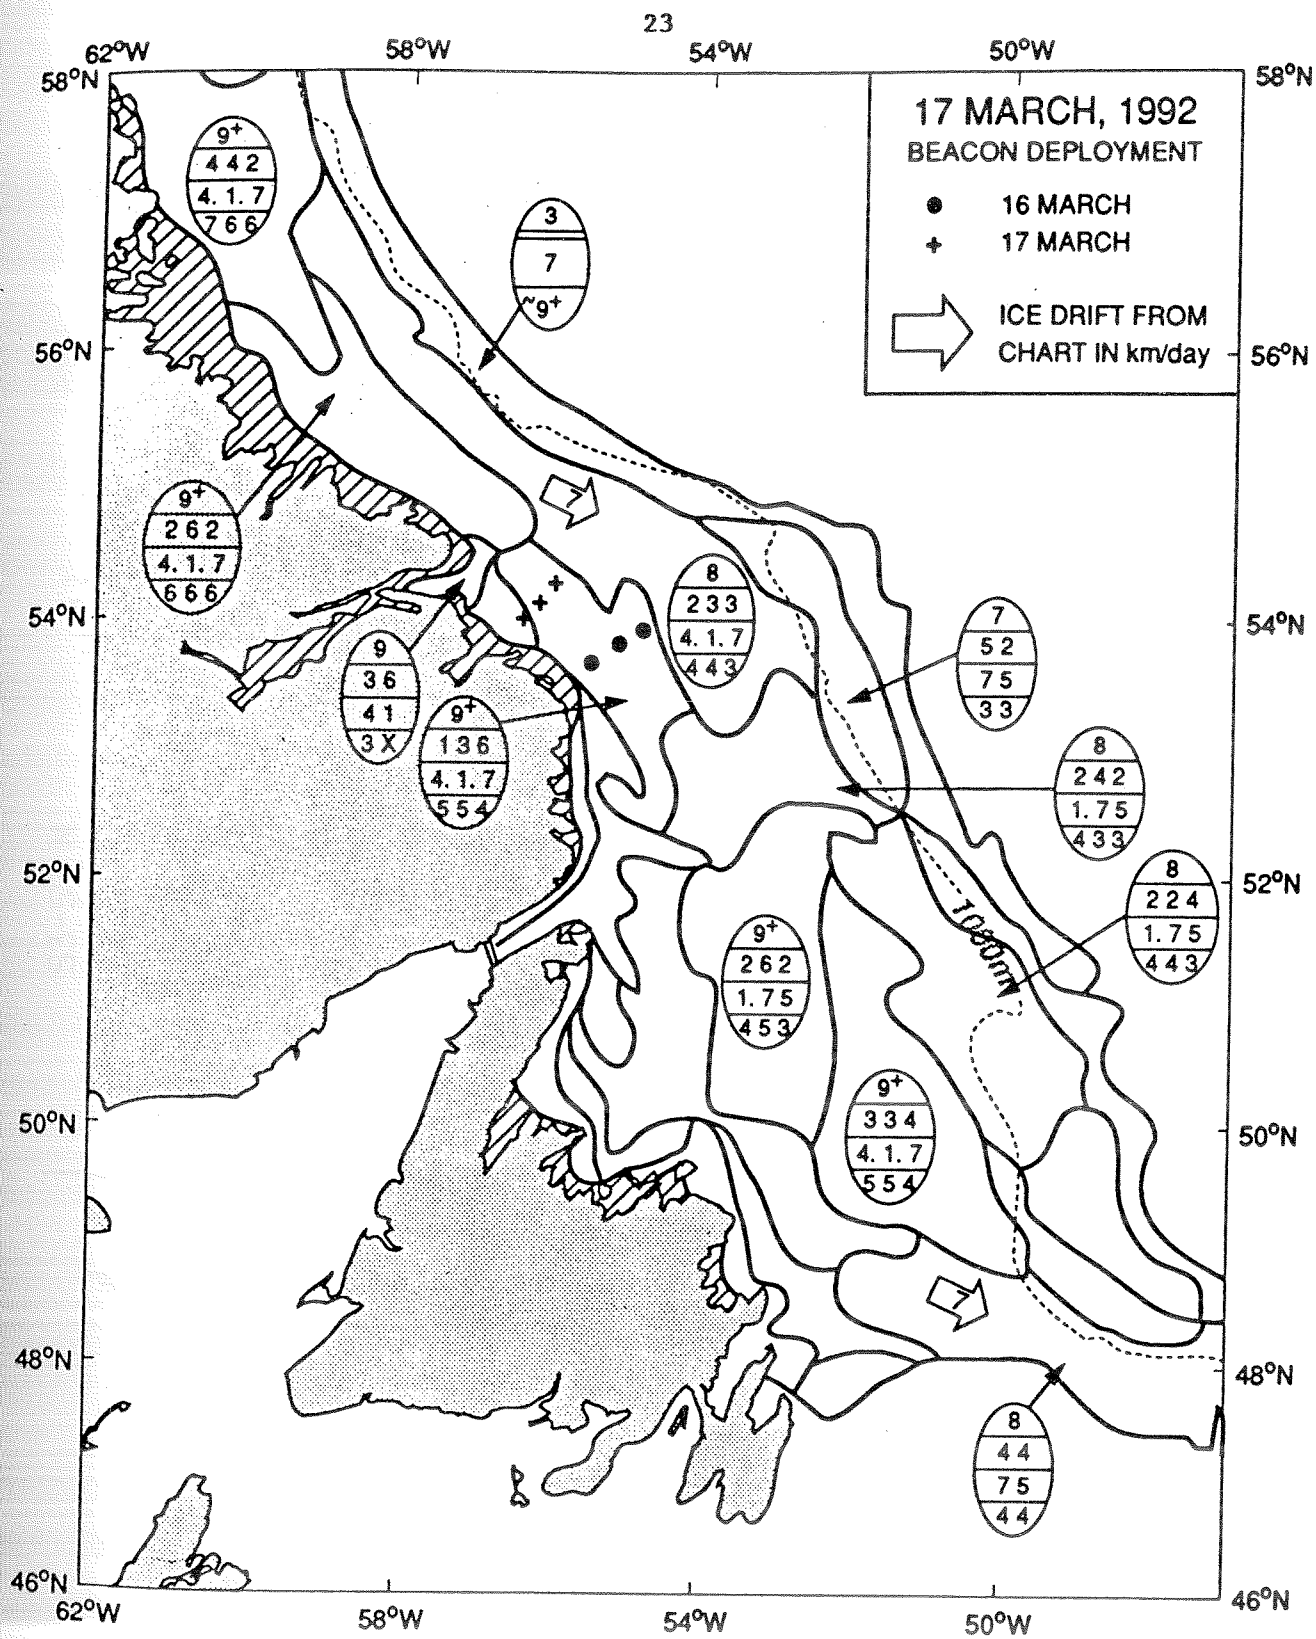 23
62°W 58°W 54°W 50°W
58°N 58°N
17 MARCH, 1992
BEACON DEPLOYMENT
● 16 MARCH
+ 17 MARCH
ICE DRIFT FROM
CHART IN km/day
9+
4 4 2
4. 1. 7
7 6 6
3
7
~9+
56°N 56°N
7
9+
2 6 2
4. 1. 7
6 6 6
8
2 3 3
4. 1. 7
4 4 3
54°N 54°N
7
5 2
7 5
3 3
9
3 6
4 1
3 X
9+
1 3 6
4. 1. 7
5 5 4
8
2 4 2
1. 7 5
4 3 3
52°N 52°N
8
2 2 4
1. 7 5
4 4 3
1000m
9+
2 6 2
1. 7 5
4 5 3
9+
3 3 4
4. 1. 7
5 5 4
50°N 50°N
7
48°N 48°N
8
4 4
7 5
4 4
46°N 46°N
62°W 58°W 54°W 50°W